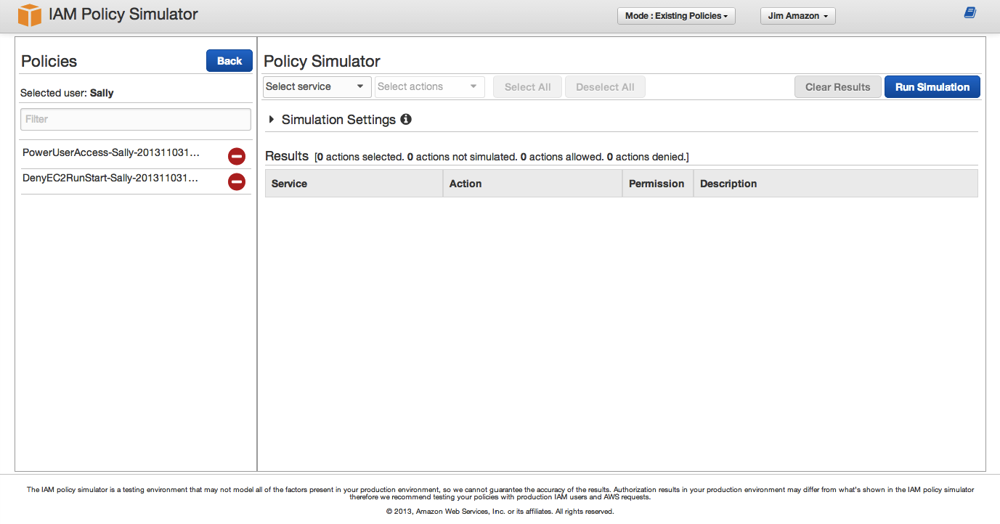 IAM Policy Simulator
Mode : Existing Policies
Jim Amazon
Policies
Back
Selected user: Sally
Filter
PowerUserAccess-Sally-201311031...
DenyEC2RunStart-Sally-201311031...
Policy Simulator
Select service
Select actions
Select All
Deselect All
Clear Results
Run Simulation
Simulation Settings
Results [0 actions selected. 0 actions not simulated. 0 actions allowed. 0 actions denied.]
Service
Action
Permission
Description
The IAM policy simulator is a testing environment that may not model all of the factors present in your production environment, so we cannot guarantee the accuracy of the results. Authorization results in your production environment may differ from what's shown in the IAM policy simulator
therefore we recommend testing your policies with production IAM users and AWS requests.
© 2013, Amazon Web Services, Inc. or its affiliates. All rights reserved.